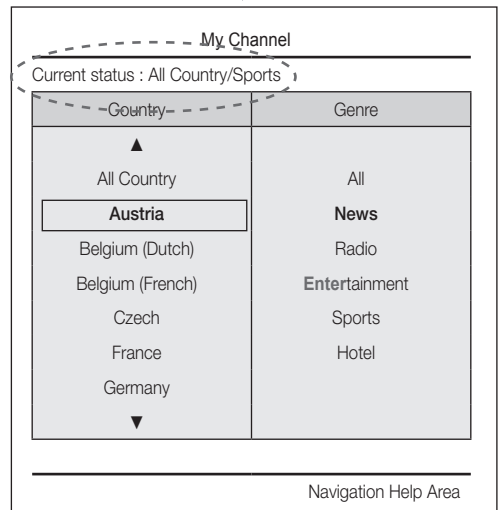 My Channel
Current status : All Country/Sports
Country Genre
▲
All Country All
Austria News
Belgium (Dutch) Radio
Belgium (French) Entertainment
Czech Sports
France Hotel
Germany
▼
Navigation Help Area